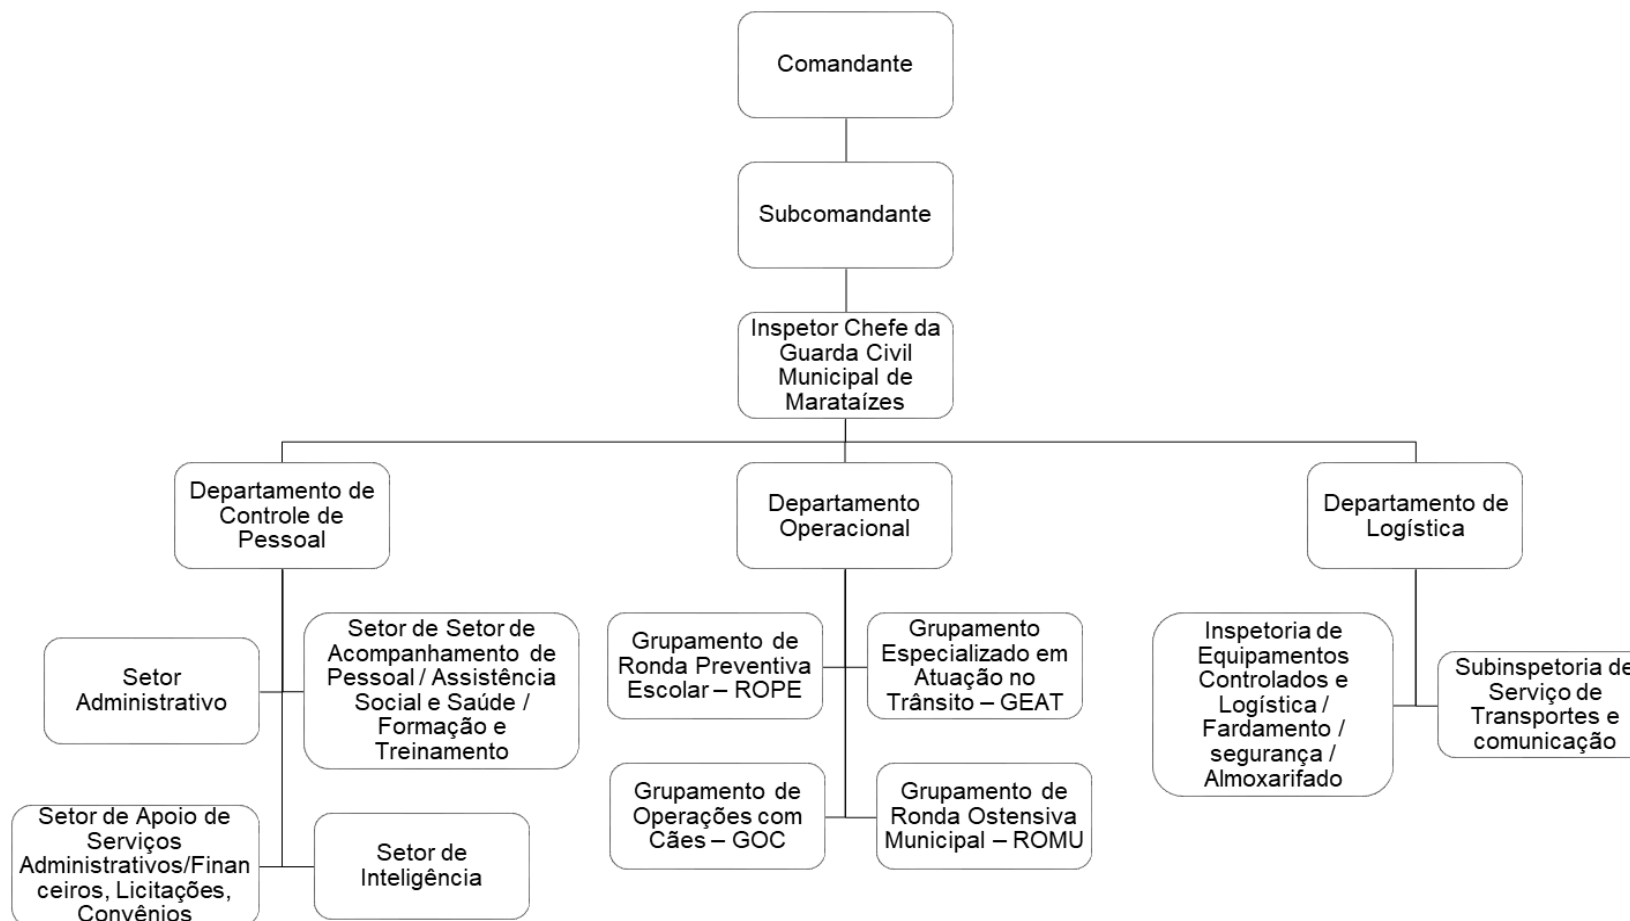 Comandante
Subcomandante
Inspetor Chefe da
Guarda Civil
Municipal de
Marataízes
Departamento de
Controle de
Pessoal
Departamento
Operacional
Departamento de
Logística
Setor
Administrativo
Setor de Setor de
Acompanhamento de
Pessoal / Assistência
Social e Saúde /
Formação e
Treinamento
Grupamento de
Ronda Preventiva
Escolar – ROPE
Grupamento
Especializado em
Atuação no
Trânsito – GEAT
Inspetoria de
Equipamentos
Controlados e
Logística /
Fardamento /
segurança /
Almoxarifado
Subinspetoria de
Serviço de
Transportes e
comunicação
Setor de Apoio de
Serviços
Administrativos/Finan
ceiros, Licitações,
Convênios
Setor de
Inteligência
Grupamento de
Operações com
Cães – GOC
Grupamento de
Ronda Ostensiva
Municipal – ROMU